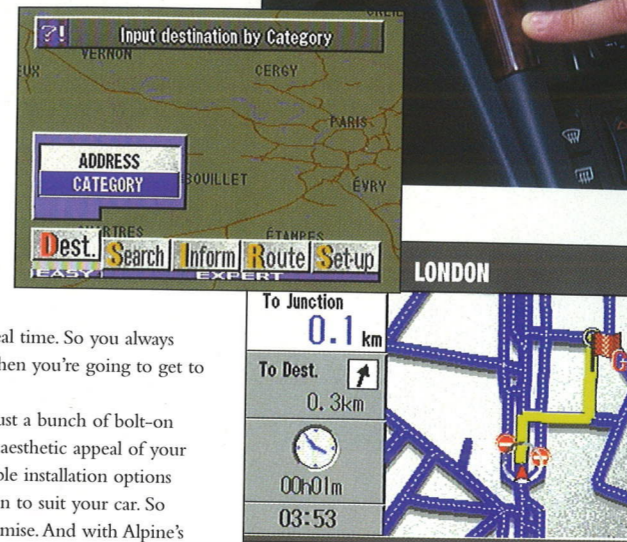 ?! Input destination by Category
VERNON
CERGY
PARIS
ADDRESS
CATEGORY
BOUILLET
ÉVRY
ÉTAMPES
Dest. Search Inform Route Set-up
EASY EXPERT
LONDON
To Junction
0.1 km
To Dest.
0.3km
00h01m
03:53
eal time. So you always
hen you're going to get to
ust a bunch of bolt-on
aesthetic appeal of your
ble installation options
n to suit your car. So
mise. And with Alpine's